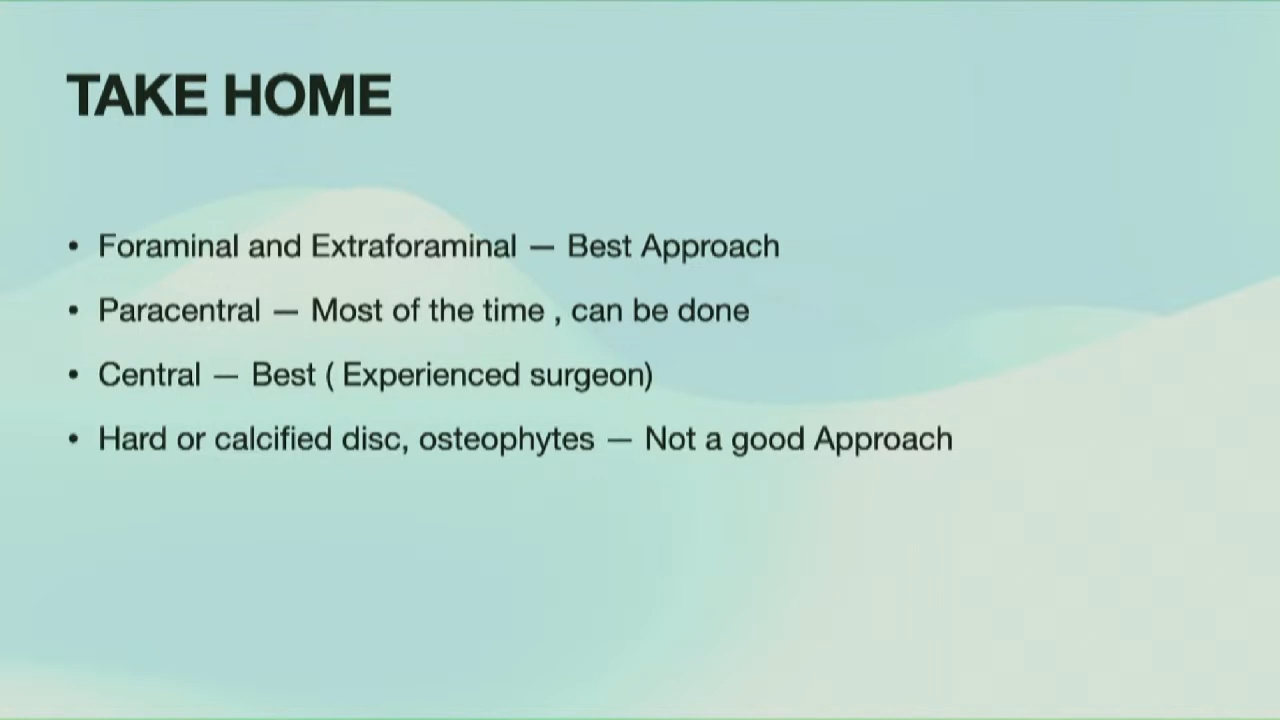 TAKE HOME
• Foraminal and Extraforaminal — Best Approach
• Paracentral — Most of the time , can be done
• Central — Best ( Experienced surgeon)
• Hard or calcified disc, osteophytes — Not a good Approach